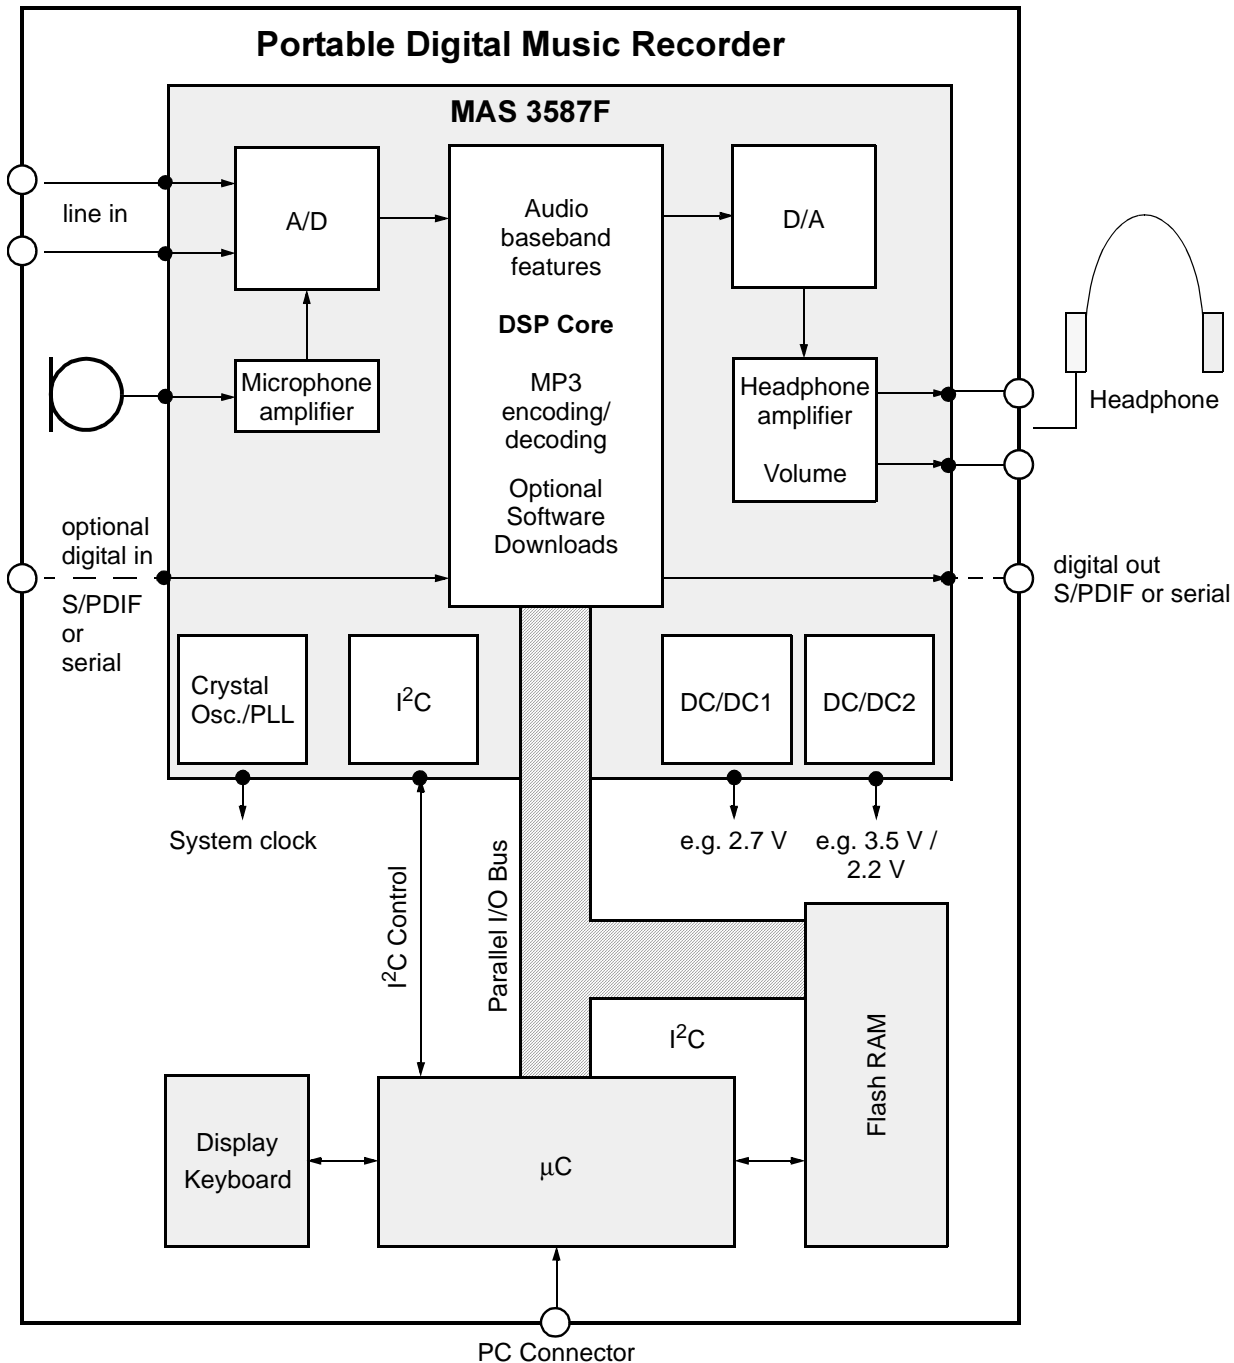 Portable Digital Music Recorder
MAS 3587F
line in
A/D
Audio
baseband
features
DSP Core
MP3
encoding/
decoding
Optional
Software
Downloads
D/A
Microphone
amplifier
Headphone
amplifier
Volume
Headphone
optional
digital in
S/PDIF
or
serial
digital out
S/PDIF or serial
Crystal
Osc./PLL
I²C
DC/DC1
DC/DC2
System clock
e.g. 2.7 V
e.g. 3.5 V /
2.2 V
I²C Control
Parallel I/O Bus
I²C
Flash RAM
Display
Keyboard
µC
PC Connector